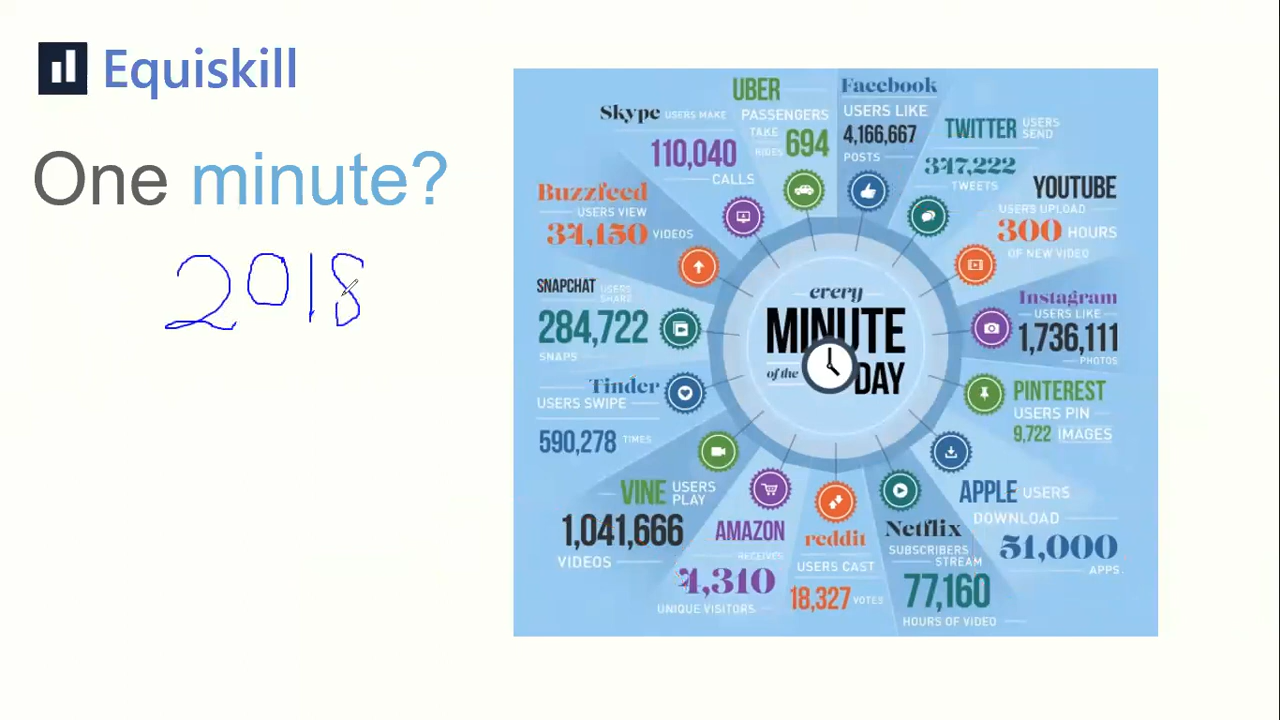 Equiskill
One minute?
2018
UBER
PASSENGERS
TAKE
RIDES
694
Facebook
USERS LIKE
4,166,667
POSTS
TWITTER USERS
SEND
347,222
TWEETS
YOUTUBE
USERS UPLOAD
300 HOURS
OF NEW VIDEO
Instagram
USERS LIKE
1,736,111
PHOTOS
PINTEREST
USERS PIN
9,722 IMAGES
APPLE USERS
DOWNLOAD
51,000
APPS
Netflix
SUBSCRIBERS
STREAM
77,160
HOURS OF VIDEO
reddit
USERS CAST
18,327 VOTES
AMAZON
RECEIVES
4,310
UNIQUE VISITORS
VINE USERS
PLAY
1,041,666
VIDEOS
Tinder
USERS SWIPE
590,278 TIMES
SNAPCHAT USERS
SHARE
284,722
SNAPS
Buzzfeed
USERS VIEW
34,150 VIDEOS
Skype USERS MAKE
110,040
CALLS
every
MINUTE
of the DAY